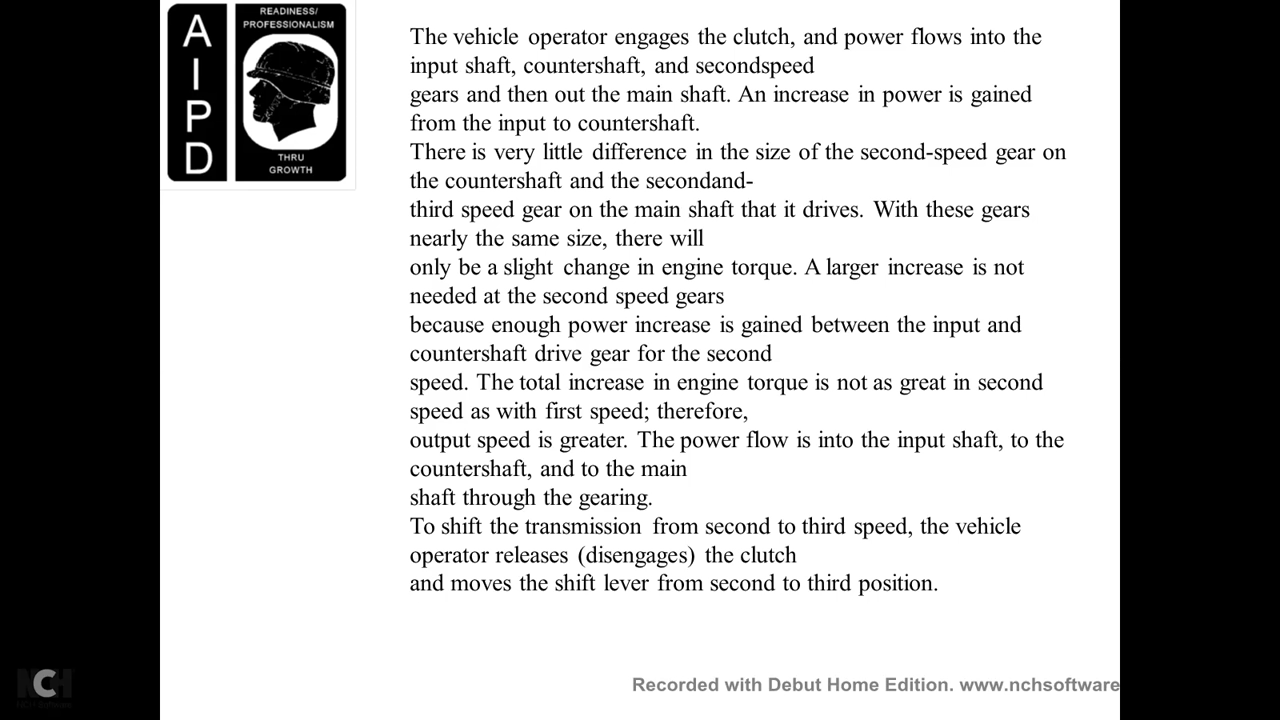 READINESS/
PROFESSIONALISM
A
I
P
D
THRU
GROWTH
The vehicle operator engages the clutch, and power flows into the
input shaft, countershaft, and secondspeed
gears and then out the main shaft. An increase in power is gained
from the input to countershaft.
There is very little difference in the size of the second-speed gear on
the countershaft and the secondand-
third speed gear on the main shaft that it drives. With these gears
nearly the same size, there will
only be a slight change in engine torque. A larger increase is not
needed at the second speed gears
because enough power increase is gained between the input and
countershaft drive gear for the second
speed. The total increase in engine torque is not as great in second
speed as with first speed; therefore,
output speed is greater. The power flow is into the input shaft, to the
countershaft, and to the main
shaft through the gearing.
To shift the transmission from second to third speed, the vehicle
operator releases (disengages) the clutch
and moves the shift lever from second to third position.
NCH
NCH Software
Recorded with Debut Home Edition. www.nchsoftware